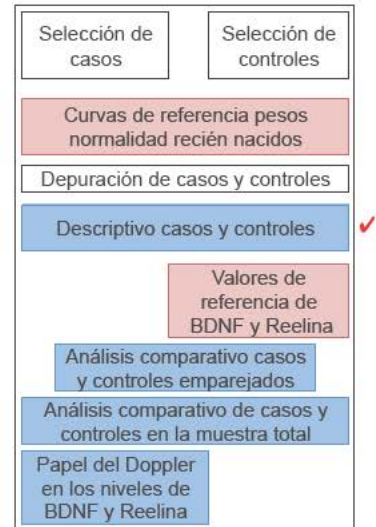 Selección de
casos
Selección de
controles
Curvas de referencia pesos
normalidad recién nacidos
Depuración de casos y controles
Descriptivo casos y controles
Valores de
referencia de
BDNF y Reelina
Análisis comparativo casos
y controles emparejados
Análisis comparativo de casos y
controles en la muestra total
Papel del Doppler
en los niveles de
BDNF y Reelina